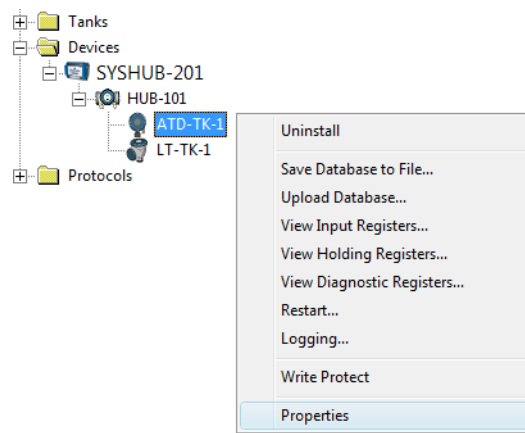 Tanks
Devices
SYSHUB-201
HUB-101
ATD-TK-1
LT-TK-1
Protocols
Uninstall
Save Database to File...
Upload Database...
View Input Registers...
View Holding Registers...
View Diagnostic Registers...
Restart...
Logging...
Write Protect
Properties